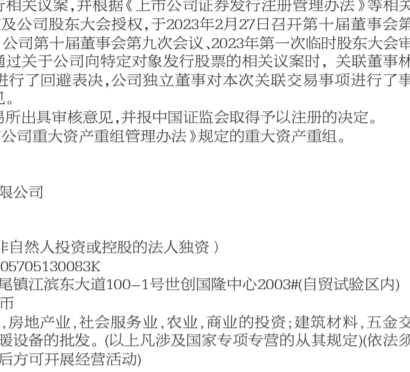 行相关议案,并根据《上市公司证券发行注册管理办法》等相关
及公司股东大会授权,于2023年2月27日召开第十届董事会第
公司第十届董事会第九次会议、2023年第一次临时股东大会审
通过关于公司向特定对象发行股票的相关议案时,关联董事林
进行了回避表决,公司独立董事对本次关联交易事项进行了事
见。
易所出具审核意见,并报中国证监会取得予以注册的决定。
公司重大资产重组管理办法》规定的重大资产重组。
限公司
非自然人投资或控股的法人独资)
05705130083K
尾镇江滨东大道100-1号世创国隆中心2003#(自贸试验区内)
币
,房地产业,社会服务业,农业,商业的投资;建筑材料,五金交
暖设备的批发。(以上凡涉及国家专项专营的从其规定)(依法须
后方可开展经营活动)